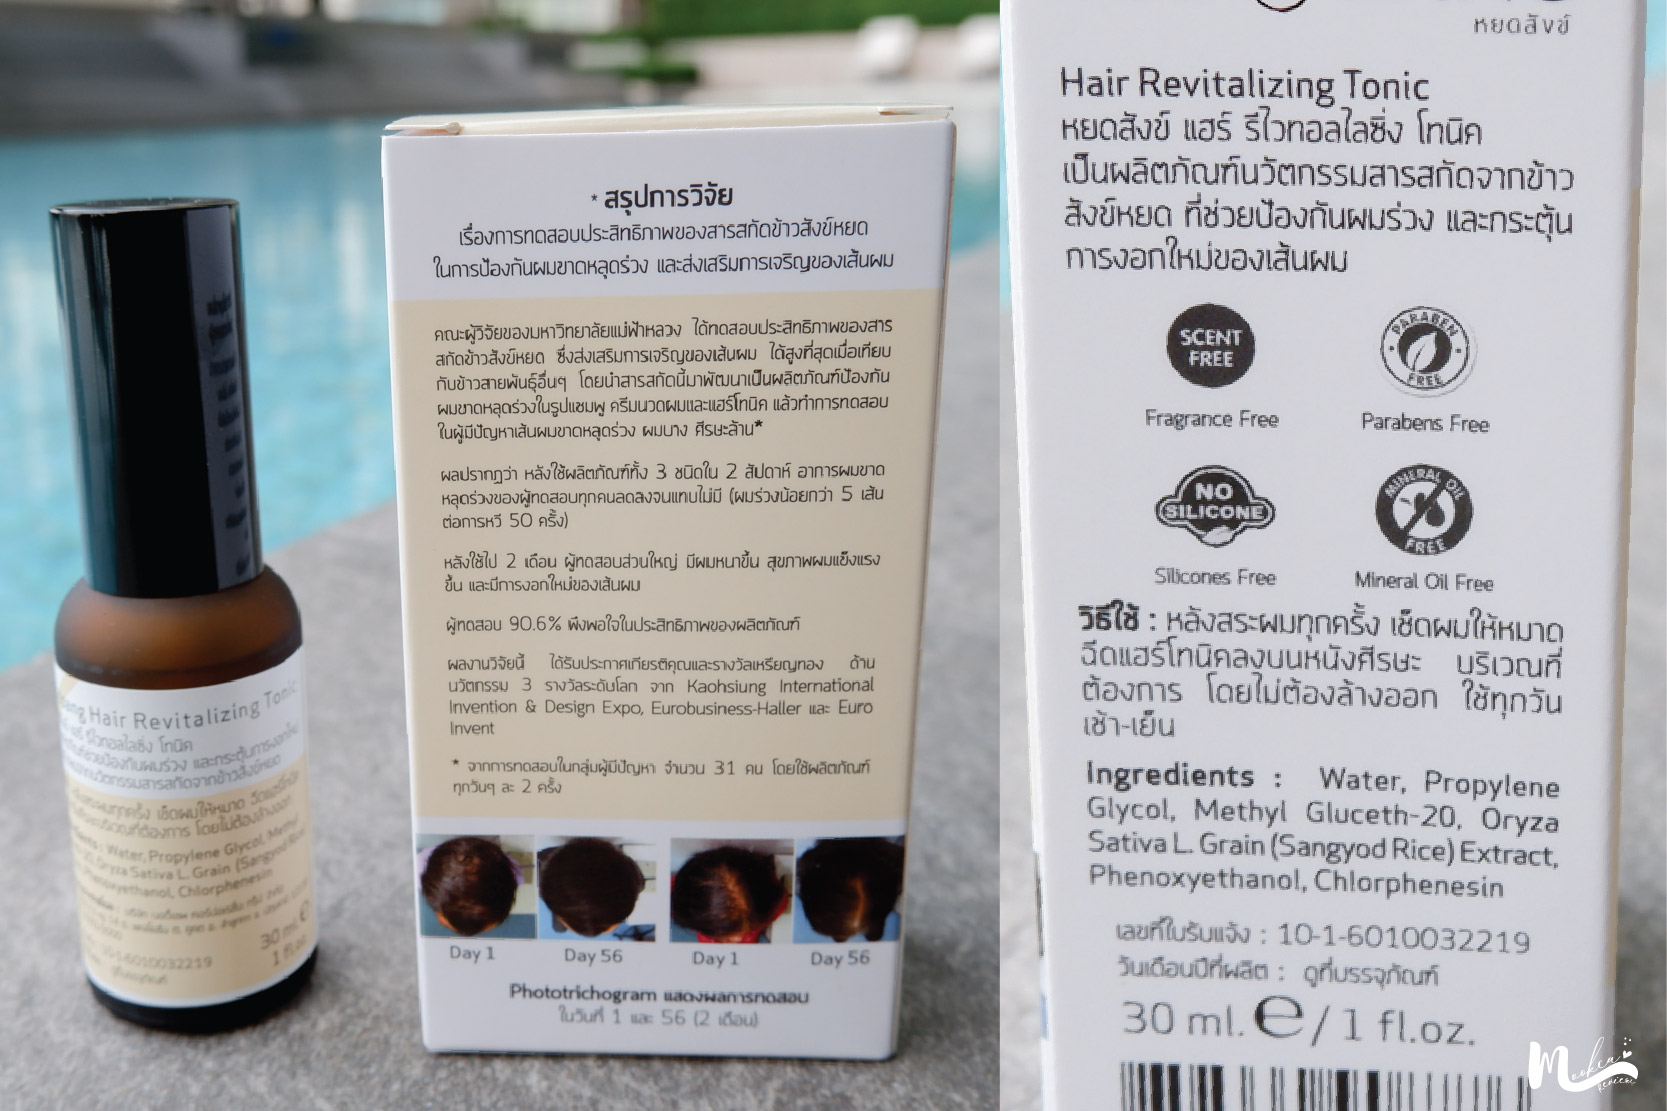 Hair Revitalizing Tonic
รีไวทอลไลซิ่ง โทนิค
Water, Propylene Glycol, Methyl
Oryza Sativa L. Grain (Sangyod Rice)
Phenoxyethanol, Chlorphenesin
10-1-6010032219
30 ml.
1 fl.oz.
* สรุปการวิจัย
เรื่องการทดสอบประสิทธิภาพของสารสกัดข้าวสังข์หยด
ในการป้องกันผมขาดหลุดร่วง และส่งเสริมการเจริญของเส้นผม
คณะผู้วิจัยของมหาวิทยาลัยแม่ฟ้าหลวง ได้ทดสอบประสิทธิภาพของสาร
สกัดข้าวสังข์หยด ซึ่งส่งเสริมการเจริญของเส้นผม ได้สูงที่สุดเมื่อเทียบ
กับข้าวสายพันธุ์อื่นๆ โดยนำสารสกัดนี้มาพัฒนาเป็นผลิตภัณฑ์ป้องกัน
ผมขาดหลุดร่วงในรูปแชมพู ครีมนวดผมและแฮร์โทนิค แล้วทำการทดสอบ
ในผู้มีปัญหาเส้นผมขาดหลุดร่วง ผมบาง ศีรษะล้าน*
ผลปรากฏว่า หลังใช้ผลิตภัณฑ์ทั้ง 3 ชนิดใน 2 สัปดาห์ อาการผมขาด
หลุดร่วงของผู้ทดสอบทุกคนลดลงจนแทบไม่มี (ผมร่วงน้อยกว่า 5 เส้น
ต่อการหวี 50 ครั้ง)
หลังใช้ไป 2 เดือน ผู้ทดสอบส่วนใหญ่ มีผมหนาขึ้น สุขภาพผมแข็งแรง
ขึ้น และมีการงอกใหม่ของเส้นผม
ผู้ทดสอบ 90.6% พึงพอใจในประสิทธิภาพของผลิตภัณฑ์
ผลงานวิจัยนี้ ได้รับประกาศเกียรติคุณและรางวัลเหรียญทอง ด้าน
นวัตกรรม 3 รางวัลระดับโลก จาก Kaohsiung International
Invention & Design Expo, Eurobusiness-Haller และ Euro
Invent
* จากการทดสอบในกลุ่มผู้มีปัญหา จำนวน 31 คน โดยใช้ผลิตภัณฑ์
ทุกวันๆ ละ 2 ครั้ง
Day 1 Day 56 Day 1 Day 56
Phototrichogram แสดงผลการทดสอบ
ในวันที่ 1 และ 56 (2 เดือน)
หยดสังข์
Hair Revitalizing Tonic
หยดสังข์ แฮร์ รีไวทอลไลซิ่ง โทนิค
เป็นผลิตภัณฑ์นวัตกรรมสารสกัดจากข้าว
สังข์หยด ที่ช่วยป้องกันผมร่วง และกระตุ้น
การงอกใหม่ของเส้นผม
SCENT
FREE
PARABEN
FREE
Fragrance Free
Parabens Free
NO
SILICONE
MINERAL OIL
FREE
Silicones Free
Mineral Oil Free
วิธีใช้ : หลังสระผมทุกครั้ง เช็ดผมให้หมาด
ฉีดแฮร์โทนิคลงบนหนังศีรษะ บริเวณที่
ต้องการ โดยไม่ต้องล้างออก ใช้ทุกวัน
เช้า-เย็น
Ingredients : Water, Propylene
Glycol, Methyl Gluceth-20, Oryza
Sativa L. Grain (Sangyod Rice) Extract,
Phenoxyethanol, Chlorphenesin
เลขที่ใบรับแจ้ง : 10-1-6010032219
วันเดือนปีที่ผลิต : ดูที่บรรจุภัณฑ์
30 ml. ℮ / 1 fl.oz.